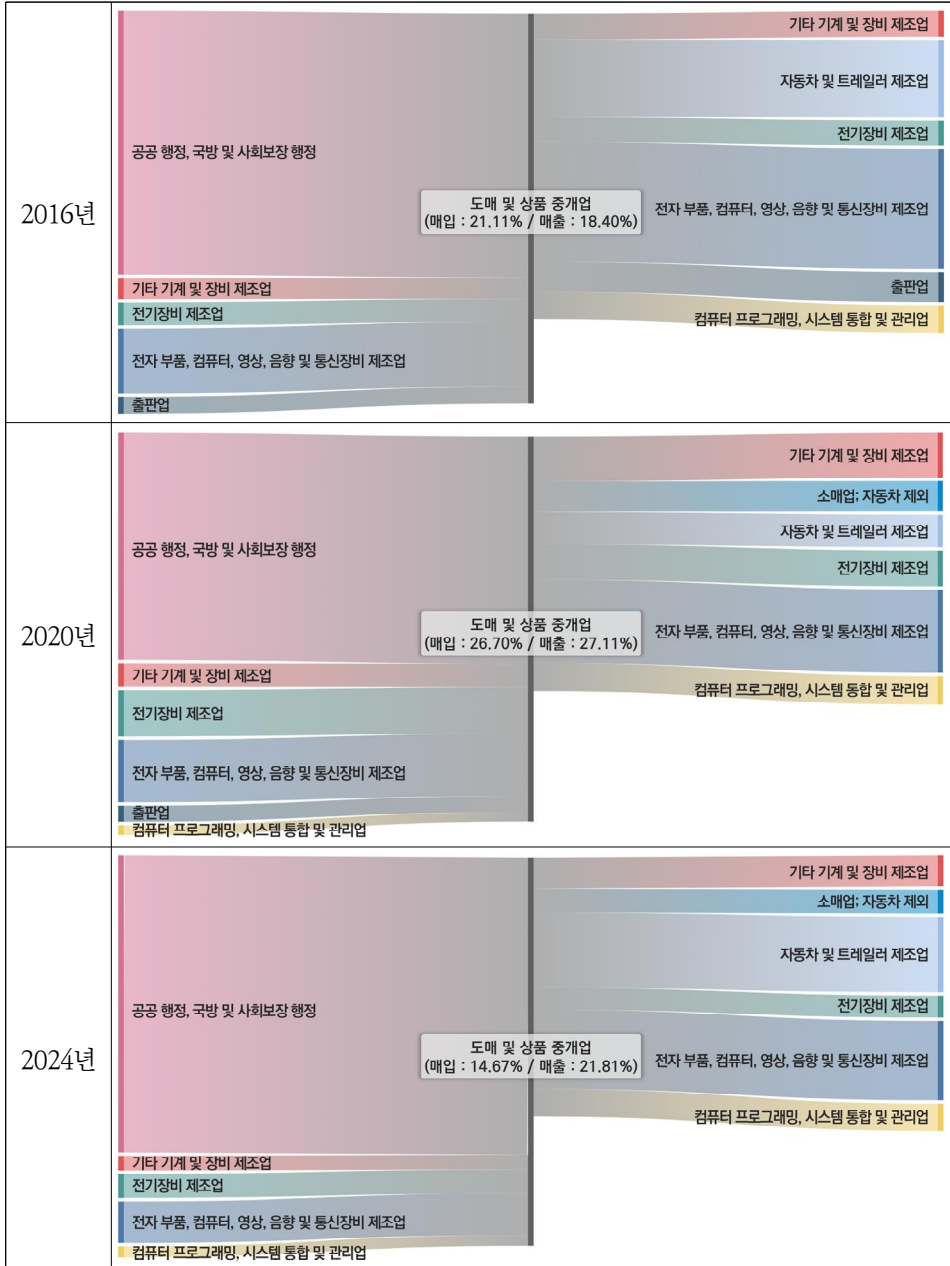 2016년
공공 행정, 국방 및 사회보장 행정
기타 기계 및 장비 제조업
전기장비 제조업
전자 부품, 컴퓨터, 영상, 음향 및 통신장비 제조업
출판업
도매 및 상품 중개업
(매입 : 21.11% / 매출 : 18.40%)
기타 기계 및 장비 제조업
자동차 및 트레일러 제조업
전기장비 제조업
전자 부품, 컴퓨터, 영상, 음향 및 통신장비 제조업
출판업
컴퓨터 프로그래밍, 시스템 통합 및 관리업
2020년
공공 행정, 국방 및 사회보장 행정
기타 기계 및 장비 제조업
전기장비 제조업
전자 부품, 컴퓨터, 영상, 음향 및 통신장비 제조업
출판업
컴퓨터 프로그래밍, 시스템 통합 및 관리업
도매 및 상품 중개업
(매입 : 26.70% / 매출 : 27.11%)
기타 기계 및 장비 제조업
소매업; 자동차 제외
자동차 및 트레일러 제조업
전기장비 제조업
전자 부품, 컴퓨터, 영상, 음향 및 통신장비 제조업
컴퓨터 프로그래밍, 시스템 통합 및 관리업
2024년
공공 행정, 국방 및 사회보장 행정
기타 기계 및 장비 제조업
전기장비 제조업
전자 부품, 컴퓨터, 영상, 음향 및 통신장비 제조업
컴퓨터 프로그래밍, 시스템 통합 및 관리업
도매 및 상품 중개업
(매입 : 14.67% / 매출 : 21.81%)
기타 기계 및 장비 제조업
소매업; 자동차 제외
자동차 및 트레일러 제조업
전기장비 제조업
전자 부품, 컴퓨터, 영상, 음향 및 통신장비 제조업
컴퓨터 프로그래밍, 시스템 통합 및 관리업